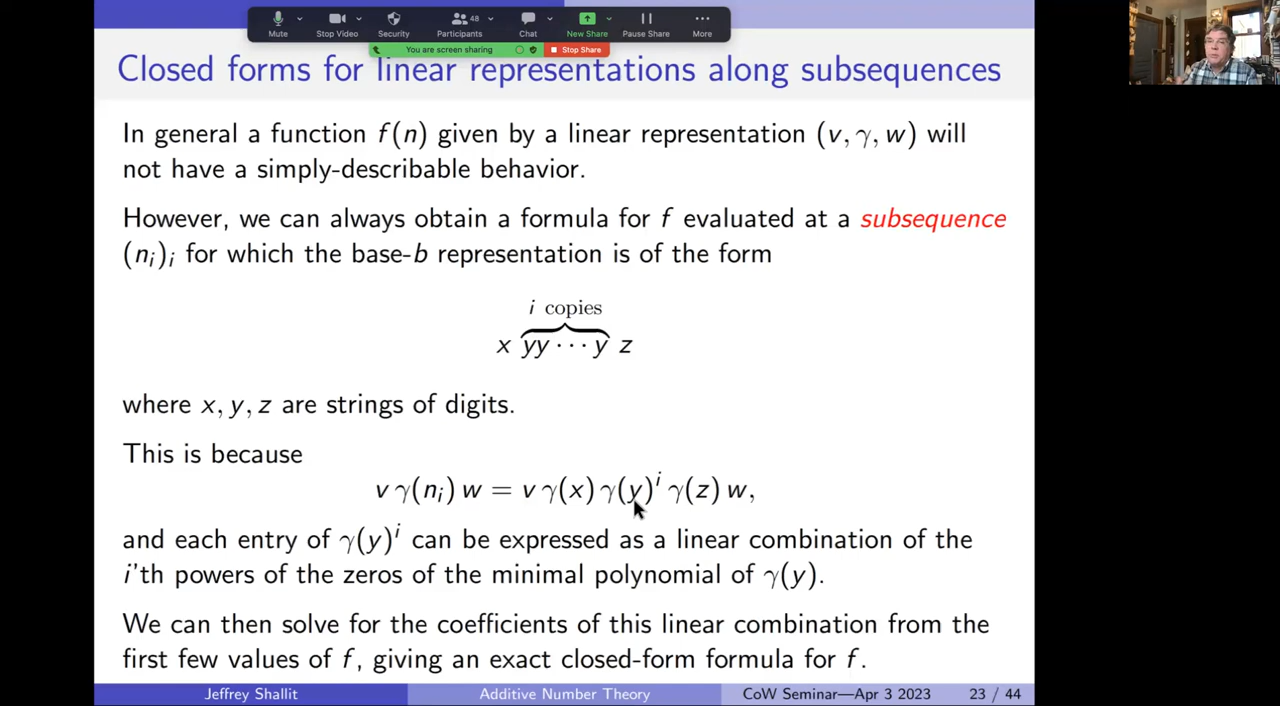 Mute Stop Video Security Participants 48 Chat New Share Pause Share More
You are screen sharing Stop Share
Closed forms for linear representations along subsequences
In general a function f(n) given by a linear representation (v, γ, w) will
not have a simply-describable behavior.
However, we can always obtain a formula for f evaluated at a subsequence
(nᵢ)ᵢ for which the base-b representation is of the form
i copies
x yy···y z
where x, y, z are strings of digits.
This is because
v γ(nᵢ) w = v γ(x) γ(y)ⁱ γ(z) w,
and each entry of γ(y)ⁱ can be expressed as a linear combination of the
i'th powers of the zeros of the minimal polynomial of γ(y).
We can then solve for the coefficients of this linear combination from the
first few values of f, giving an exact closed-form formula for f.
Jeffrey Shallit Additive Number Theory CoW Seminar—Apr 3 2023 23 / 44